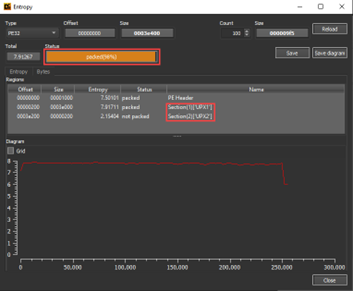 Entropy
Type Offset Size Count Size
PE32 00000000 0003e400 100 000009f5 Reload
Total Status
7.91267 packed(98%) Save Save diagram
Entropy Bytes
Regions
Offset Size Entropy Status Name
00000000 00001000 7.50101 packed PE Header
00000200 0003e000 7.91711 packed Section(1)['UPX1']
0003e200 00000200 2.15404 not packed Section(2)['UPX2']
Diagram
Grid
8
7
6
5
4
3
2
1
0
0 50,000 100,000 150,000 200,000 250,000 300,000
Close